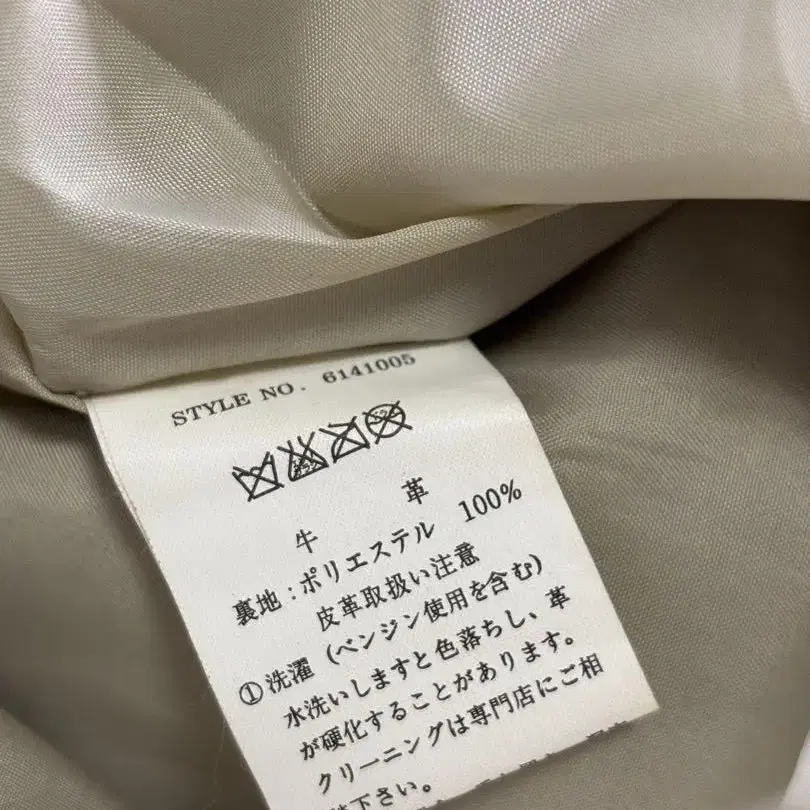 STYLE NO. 6141005
牛 革
裏地：ポリエステル 100%
皮革取扱い注意
①洗濯（ベンジン使用を含む）
水洗いしますと色落ちし、革
が硬化することがあります。
クリーニングは専門店にご相
下さい。